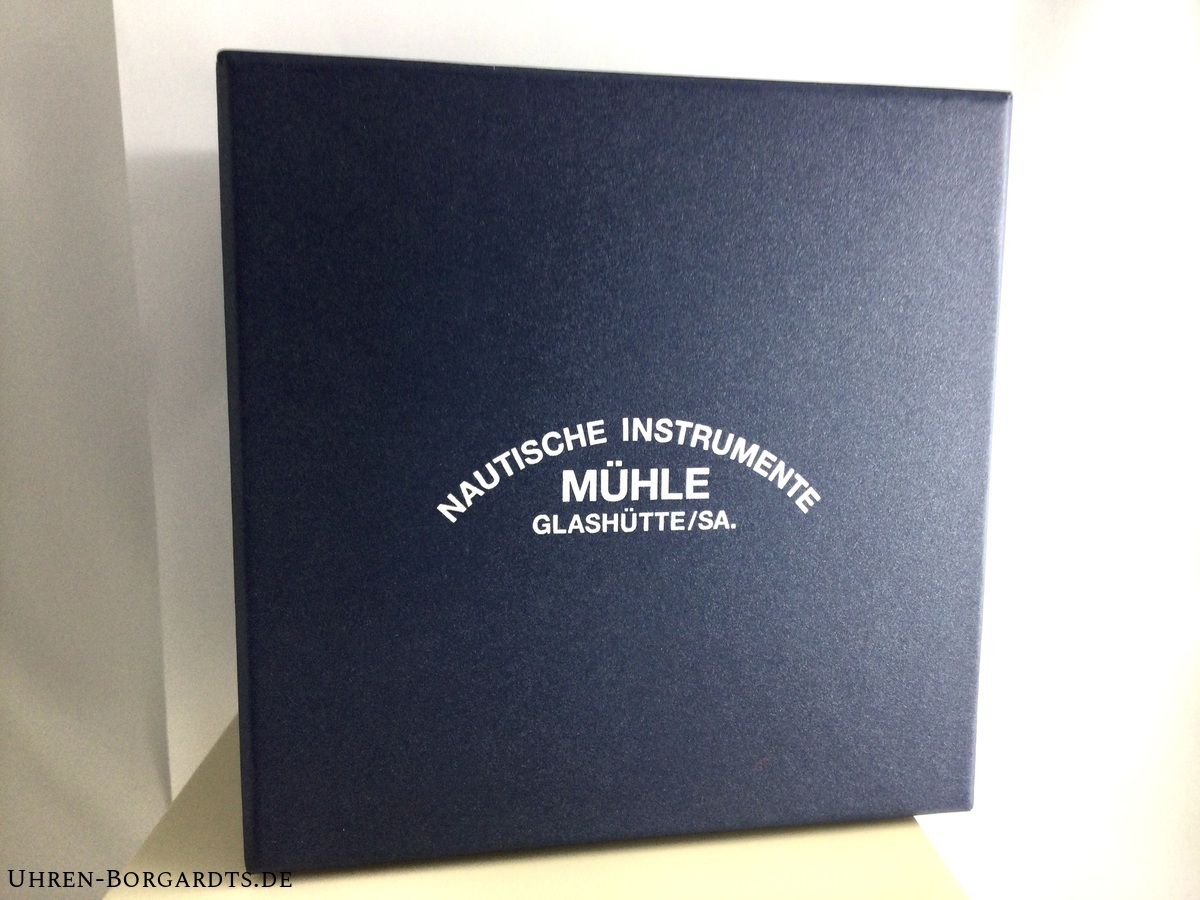 NAUTISCHE INSTRUMENTE
MÜHLE
GLASHÜTTE/SA.
UHREN-BORGARDTS.DE